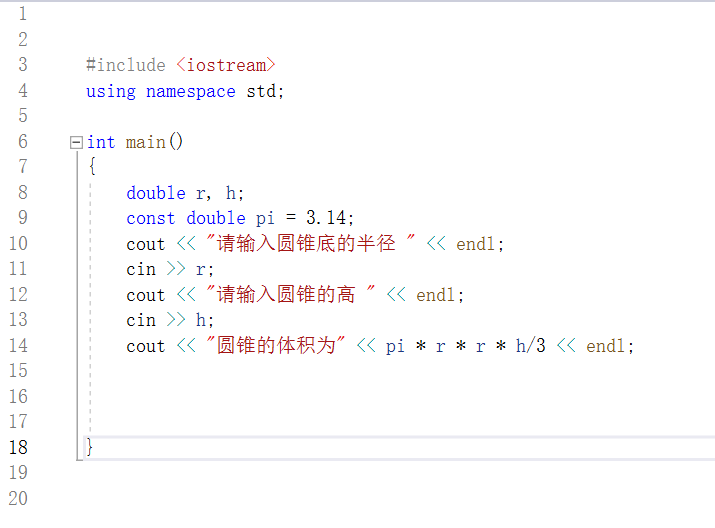 1
2
3 #include <iostream>
4 using namespace std;
5
6 int main()
7 {
8 double r, h;
9 const double pi = 3.14;
10 cout << "请输入圆锥底的半径 " << endl;
11 cin >> r;
12 cout << "请输入圆锥的高 " << endl;
13 cin >> h;
14 cout << "圆锥的体积为" << pi * r * r * h/3 << endl;
15
16
17
18 }
19
20